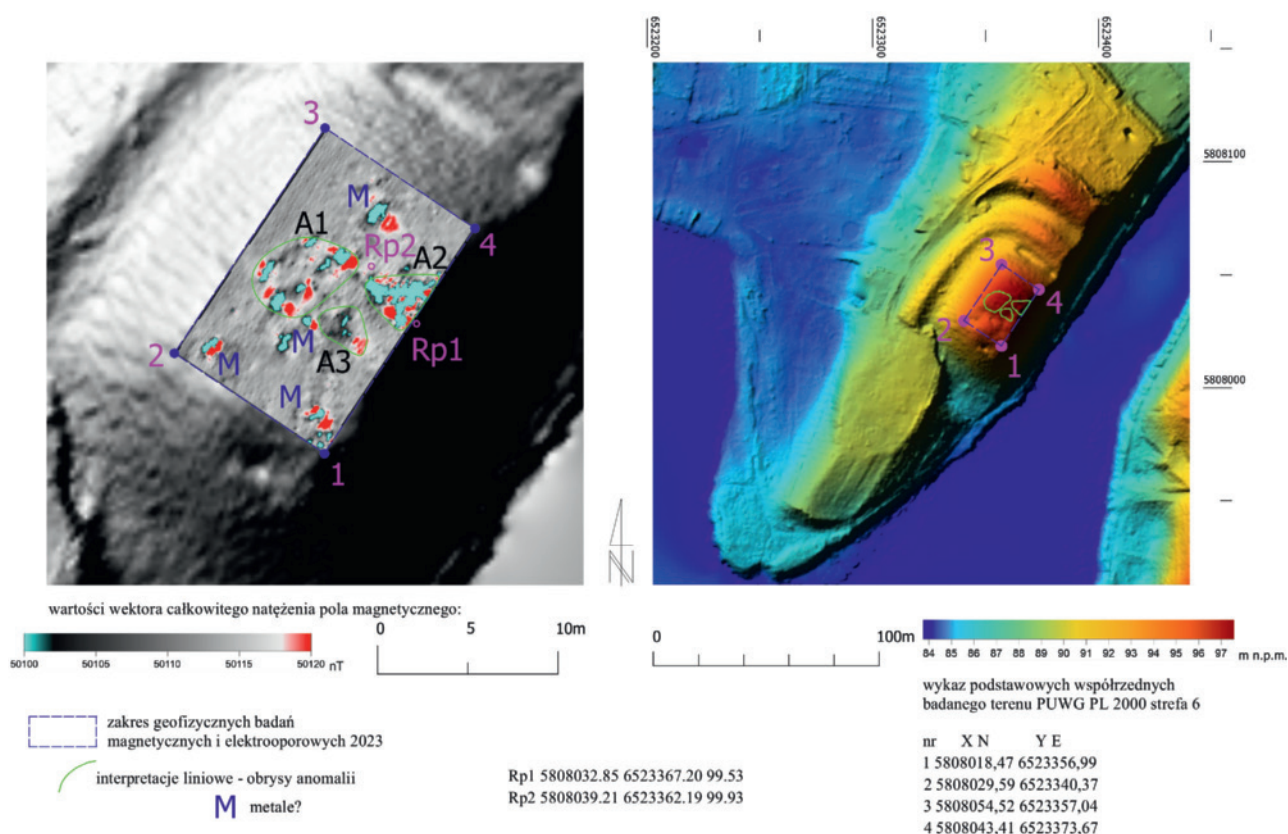 6523200
6523300
6523400
3
M
A1
Rp2
A2
4
M
A3
Rp1
2
M
M
1
5808100
3
4
2
1
5808000
N
wartości wektora całkowitego natężenia pola magnetycznego:
50100 50105 50110 50115 50120 nT
0 5 10m
0 100m
84 85 86 87 88 89 90 91 92 93 94 95 96 97 m n.p.m.
zakres geofizycznych badań
magnetycznych i elektrooporowych 2023
interpretacje liniowe - obrysy anomalii
M metale?
Rp1 5808032.85 6523367.20 99.53
Rp2 5808039.21 6523362.19 99.93
wykaz podstawowych współrzednych
badanego terenu PUWG PL 2000 strefa 6
nr X N Y E
1 5808018,47 6523356,99
2 5808029,59 6523340,37
3 5808054,52 6523357,04
4 5808043,41 6523373,67